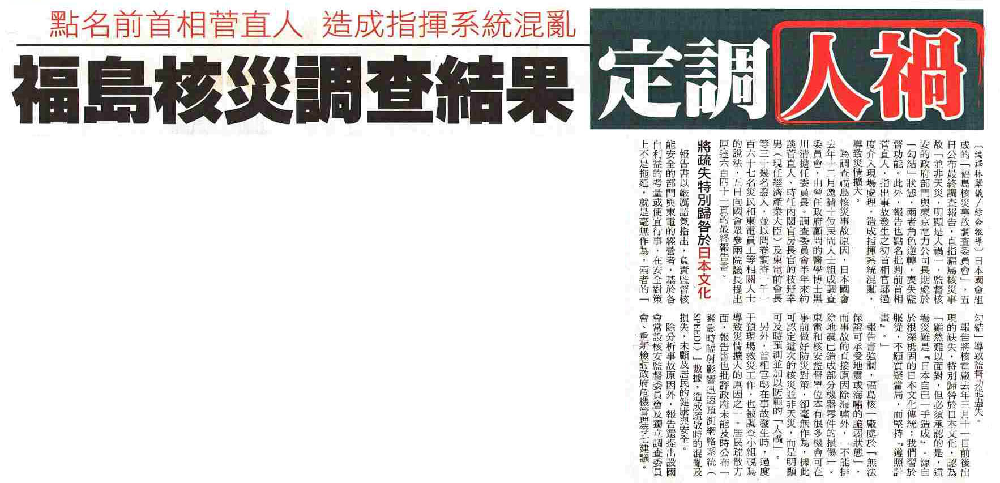 點名前首相菅直人 造成指揮系統混亂
福島核災調查結果
定調人禍
〔編譯林翠儀/綜合報導〕日本國會組
成的「福島核災事故調查委員會」,五
日公布最終調查報告,直指福島核災事
故「並非天災,明顯是人禍」,監督核
安的政府部門與東京電力公司長期處於
「勾結」狀態,兩者角色逆轉,喪失監
督功能。此外,報告也點名批判前首相
菅直人,指出事故發生之初首相官邸過
度介入現場處理,造成指揮系統混亂,
導致災情擴大。
為調查福島核災事故原因,日本國會
去年十二月邀請十位民間人士組成調查
委員會,由曾任政府顧問的醫學博士黑
川清擔任委員長。調查委員會半年來約
談菅直人、時任內閣官房長官的枝野幸
男(現任經濟產業大臣)及東電前會長
等三十幾名證人,並以問卷調查一千一
百六十七名災民和東電員工等相關人士
的說法,五日向國會眾參兩院議長提出
厚達六百四十一頁的最終報告書。
將疏失特別歸咎於日本文化
報告書以嚴厲語氣指出,負責監督核
能安全的部門與東電的經營者,基於各
自利益的考量或便宜行事,在安全對策
上不是拖延,就是毫無作為,兩者的「
勾結」導致監督功能盡失。
報告將核電廠去年三月十一日前後出
現的缺失,特別歸咎於日本文化,認為
「雖然難以面對,但必須承認的是,這
場災難是『日本自己一手造成』。源自
於根深柢固的日本文化傳統:我們習於
服從,不願質疑當局,而堅持『遵照計
畫』。」
報告書強調,福島核一廠處於「無法
保證可承受地震或海嘯的脆弱狀態」,
而事故的直接原因除海嘯外,「不能排
除地震已造成部分機器零件的損傷」。
東電和核安監督單位本有很多機會可在
事前做好防災對策,卻毫無作為,據此
可認定這次的核災並非天災,而是明顯
可及時預測並加以防範的「人禍」。
另外,首相官邸在事故發生時,過度
干預現場救災工作,也被調查小組視為
導致災情擴大的原因之一。居民疏散方
面,報告書也批評政府未能及時公布「
緊急時輻射影響迅速預測網絡系統(
SPEEDI)」數據,造成疏散時的混亂及
損失,未顧及居民的健康與安全。
除分析事故原因外,報告還提出設國
會常設核安監督委員會及獨立調查委員
會、重新檢討政府危機管理等七建議。